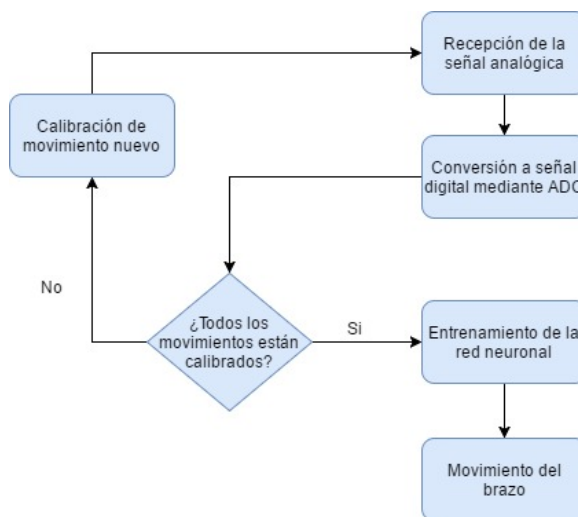 Recepción de la
señal analógica
Calibración de
movimiento nuevo
Conversión a señal
digital mediante ADC
No
¿Todos los
movimientos están
calibrados?
Si
Entrenamiento de la
red neuronal
Movimiento del
brazo